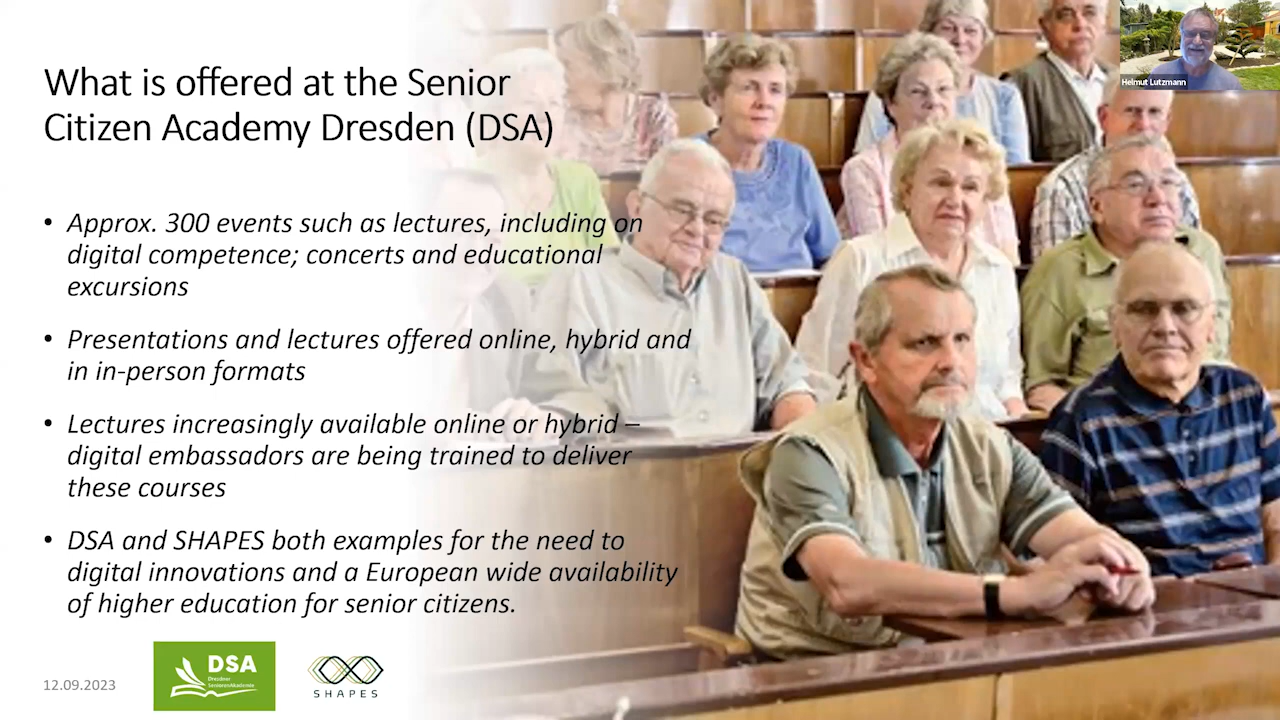 What is offered at the Senior
Citizen Academy Dresden (DSA)
Helmut Lutzmann
• Approx. 300 events such as lectures, including on
digital competence; concerts and educational
excursions
• Presentations and lectures offered online, hybrid and
in in-person formats
• Lectures increasingly available online or hybrid –
digital embassadors are being trained to deliver
these courses
• DSA and SHAPES both examples for the need to
digital innovations and a European wide availability
of higher education for senior citizens.
12.09.2023
DSA
Dresdner
SeniorenAkademie
SHAPES